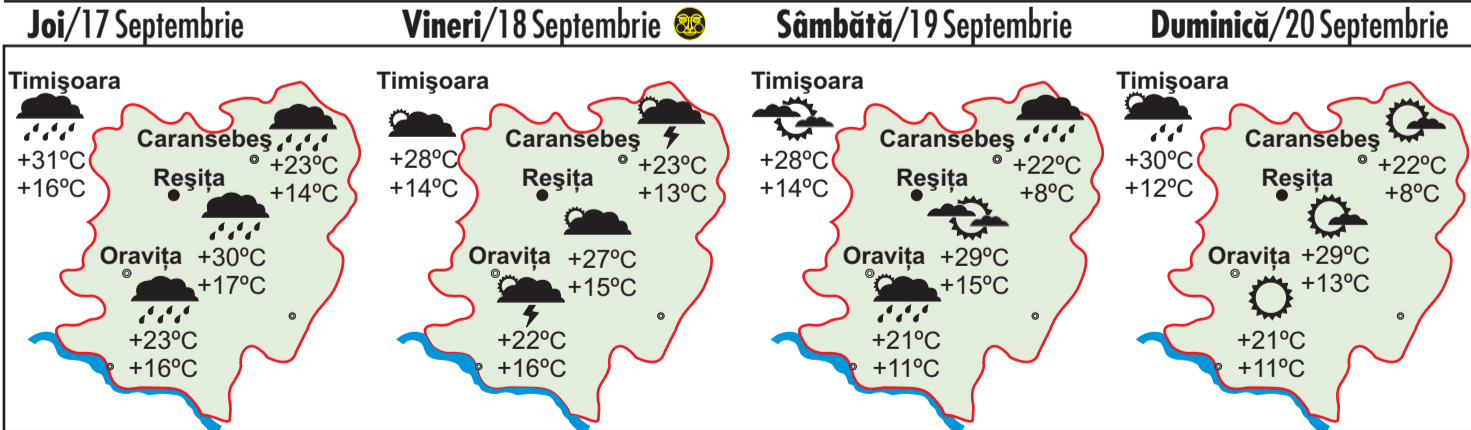 Joi/17 Septembrie
Timişoara
+31ºC
+16ºC
Caransebeş
+23ºC
+14ºC
Reşiţa
+30ºC
+17ºC
Oraviţa
+23ºC
+16ºC
Vineri/18 Septembrie
Timişoara
+28ºC
+14ºC
Caransebeş
+23ºC
+13ºC
Reşiţa
+27ºC
+15ºC
Oraviţa
+22ºC
+16ºC
Sâmbătă/19 Septembrie
Timişoara
+28ºC
+14ºC
Caransebeş
+22ºC
+8ºC
Reşiţa
+29ºC
+15ºC
Oraviţa
+21ºC
+11ºC
Duminică/20 Septembrie
Timişoara
+30ºC
+12ºC
Caransebeş
+22ºC
+8ºC
Reşiţa
+29ºC
+13ºC
Oraviţa
+21ºC
+11ºC